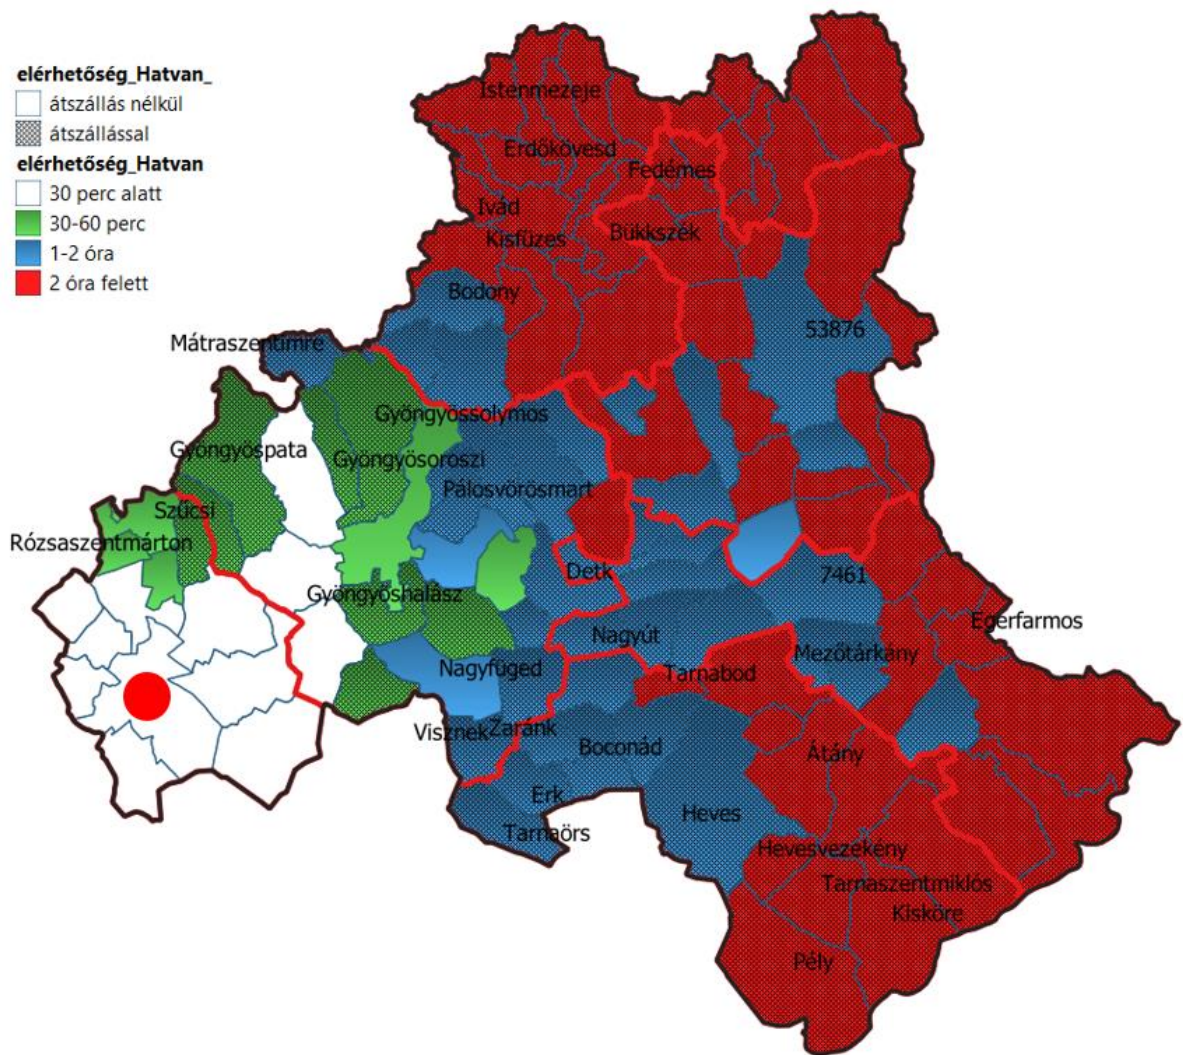 elérhetőség_Hatvan_
átszállás nélkül
átszállással
elérhetőség_Hatvan
30 perc alatt
30-60 perc
1-2 óra
2 óra felett
Istenmezeje
Erdőkövesd
Fedémes
Ivád
Kisfüzes
Bükkszék
Bodony
53876
Mátraszentimre
Gyöngyössolymos
Gyöngyöspata
Gyöngyösoroszi
Pálosvörösmart
Szűcsi
Rózsaszentmárton
Detk
7461
Gyöngyöshalász
Egerfarmos
Nagyút
Mezőtárkány
Nagyfüged
Tarnabod
Visznek
Zaránk
Boconád
Átány
Erk
Heves
Tarnaörs
Hevesvezekény
Tarnaszentmiklós
Kisköre
Pély